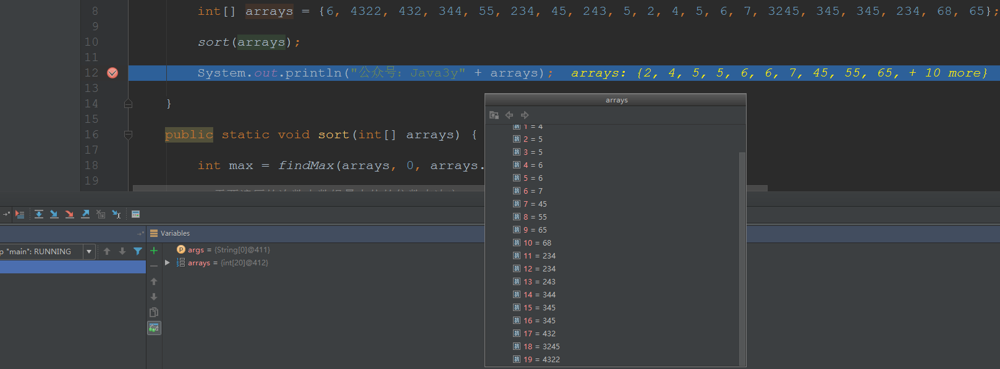 8 int[] arrays = {6, 4322, 432, 344, 55, 234, 45, 243, 5, 2, 4, 5, 6, 7, 3245, 345, 345, 234, 68, 65};
9
10 sort(arrays);
11
12 System.out.println("公众号：Java3y" + arrays); arrays: {2, 4, 5, 5, 6, 6, 7, 45, 55, 65, + 10 more}
13
14 }
15
16 public static void sort(int[] arrays) {
17
18 int max = findMax(arrays, 0, arrays.
19
arrays
1 = 4
2 = 5
3 = 5
4 = 6
5 = 6
6 = 7
7 = 45
8 = 55
9 = 65
10 = 68
11 = 234
12 = 234
13 = 243
14 = 344
15 = 345
16 = 345
17 = 432
18 = 3245
19 = 4322
Variables
p "main": RUNNING
args = {String[0]@411}
arrays = {int[20]@412}